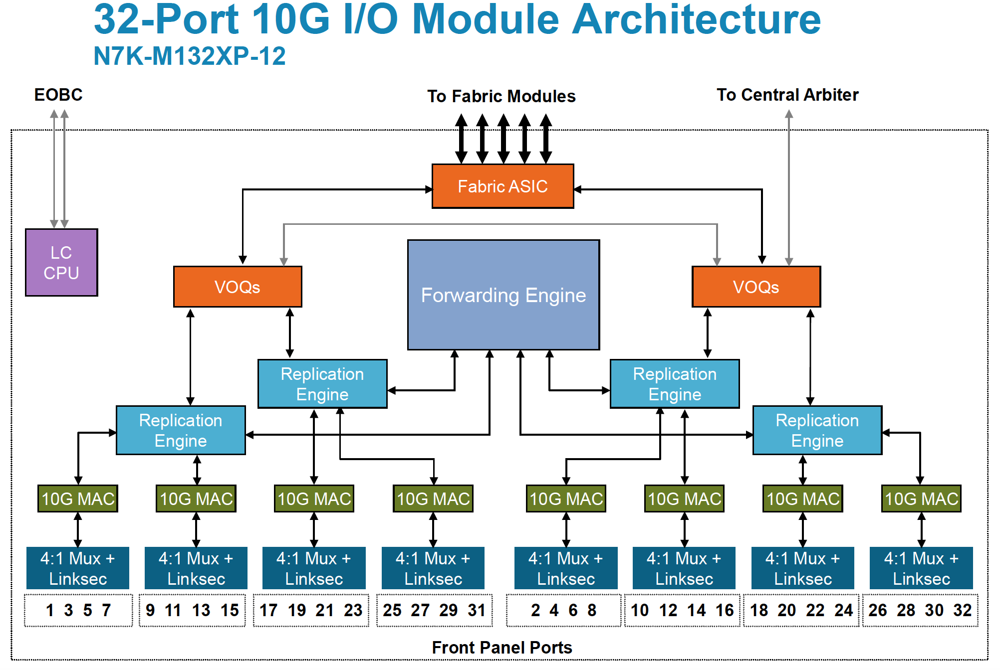 32-Port 10G I/O Module Architecture
N7K-M132XP-12
EOBC
To Fabric Modules
To Central Arbiter
Fabric ASIC
LC
CPU
VOQs
Forwarding Engine
VOQs
Replication
Engine
Replication
Engine
Replication
Engine
Replication
Engine
10G MAC
10G MAC
10G MAC
10G MAC
10G MAC
10G MAC
10G MAC
10G MAC
4:1 Mux +
Linksec
4:1 Mux +
Linksec
4:1 Mux +
Linksec
4:1 Mux +
Linksec
4:1 Mux +
Linksec
4:1 Mux +
Linksec
4:1 Mux +
Linksec
4:1 Mux +
Linksec
1 3 5 7
9 11 13 15
17 19 21 23
25 27 29 31
2 4 6 8
10 12 14 16
18 20 22 24
26 28 30 32
Front Panel Ports